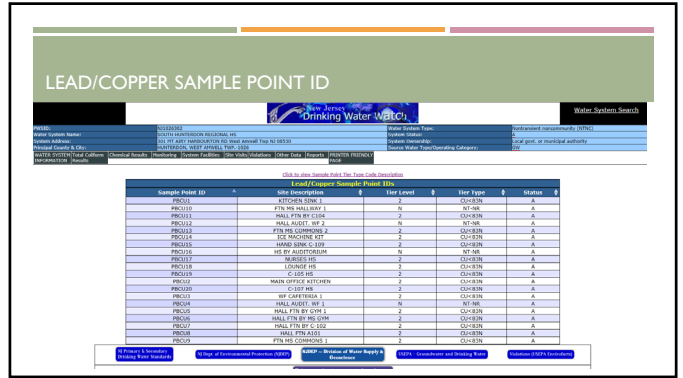 LEAD/COPPER SAMPLE POINT ID
New Jersey
Drinking Water Watch
Water System Search
PWSID: NJ1026302 Water System Type: Nontransient noncommunity (NTNC)
Water System Name: SOUTH HUNTERDON REGIONAL HS System Status: A
System Address: 301 MT AIRY HARBOURTON RD West Amwell Twp NJ 08530 System Ownership: Local govt. or municipal authority
Principal County & City: HUNTERDON, WEST AMWELL TWP.-1026 Source Water Type/Operating Category: GW
WATER SYSTEM INFORMATION Total Coliform Results Chemical Results Monitoring System Facilities Site Visits/Violations Other Data Reports PRINTER FRIENDLY PAGE
Click to view Sample Point Tier Type Code Description
Lead/Copper Sample Point IDs
Sample Point ID Site Description Tier Level Tier Type Status
PBCU1 KITCHEN SINK 1 2 CU<83N A
PBCU10 FTN MS HALLWAY 1 N NT-NR A
PBCU11 HALL FTN BY C104 2 CU<83N A
PBCU12 HALL AUDIT. WF 2 N NT-NR A
PBCU13 FTN MS COMMONS 2 2 CU<83N A
PBCU14 ICE MACHINE KIT 2 CU<83N A
PBCU15 HAND SINK C-109 2 CU<83N A
PBCU16 HS BY AUDITORIUM N NT-NR A
PBCU17 NURSES HS 2 CU<83N A
PBCU18 LOUNGE HS 2 CU<83N A
PBCU19 C-105 HS 2 CU<83N A
PBCU2 MAIN OFFICE KITCHEN 2 CU<83N A
PBCU20 C-107 HS 2 CU<83N A
PBCU3 WF CAFETERIA 1 2 CU<83N A
PBCU4 HALL AUDIT. WF 1 N NT-NR A
PBCU5 HALL FTN BY GYM 1 2 CU<83N A
PBCU6 HALL FTN BY MS GYM 2 CU<83N A
PBCU7 HALL FTN BY C-102 2 CU<83N A
PBCU8 HALL FTN A101 2 CU<83N A
PBCU9 FTN MS COMMONS 1 2 CU<83N A
NJ Primary & Secondary Drinking Water Standards NJ Dept. of Environmental Protection (NJDEP) NJDEP -- Division of Water Supply & Geoscience USEPA - Groundwater and Drinking Water Violations (USEPA Envirofacts)